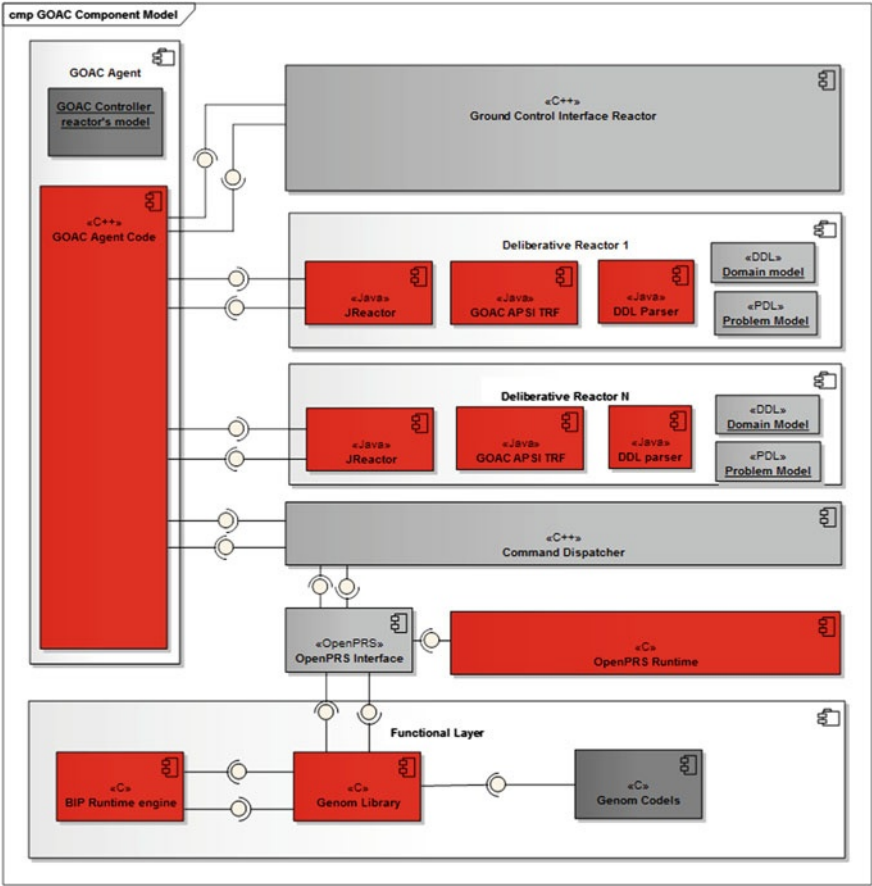 cmp GOAC Component Model
GOAC Agent
GOAC Controller
reactor's model
«C++»
GOAC Agent Code
«C++»
Ground Control Interface Reactor
Deliberative Reactor 1
«Java»
JReactor
«Java»
GOAC APSI TRF
«Java»
DDL Parser
«DDL»
Domain model
«PDL»
Problem Model
Deliberative Reactor N
«Java»
JReactor
«Java»
GOAC APSI TRF
«Java»
DDL parser
«DDL»
Domain Model
«PDL»
Problem Model
«C++»
Command Dispatcher
«OpenPRS»
OpenPRS Interface
«C»
OpenPRS Runtime
Functional Layer
«C»
BIP Runtime engine
«C»
Genom Library
«C»
Genom Codels